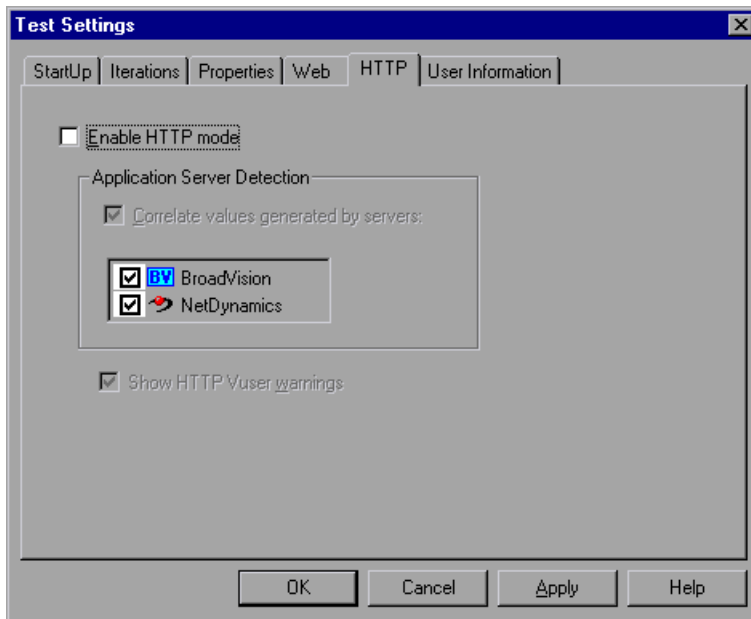 Test Settings
StartUp Iterations Properties Web HTTP User Information
Enable HTTP mode
Application Server Detection
Correlate values generated by servers:
BV BroadVision
NetDynamics
Show HTTP Vuser warnings
OK Cancel Apply Help